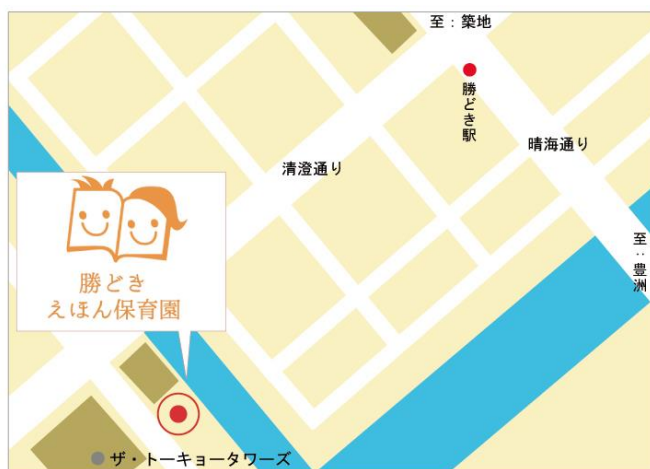 至：築地
勝どき駅
晴海通り
清澄通り
至：豊洲
勝どき
えほん保育園
ザ・トーキョータワーズ